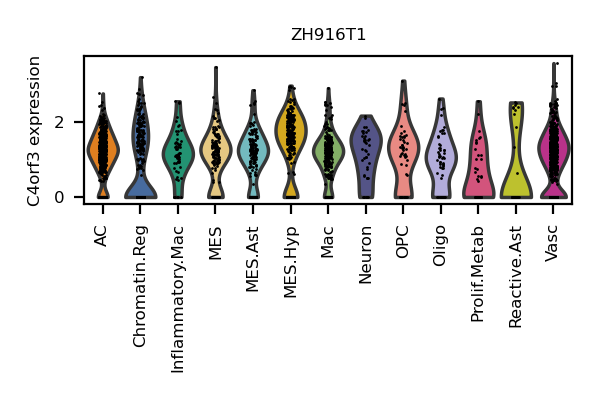 ZH916T1
C4orf3 expression
2
0
AC
Chromatin.Reg
Inflammatory.Mac
MES
MES.Ast
MES.Hyp
Mac
Neuron
OPC
Oligo
Prolif.Metab
Reactive.Ast
Vasc